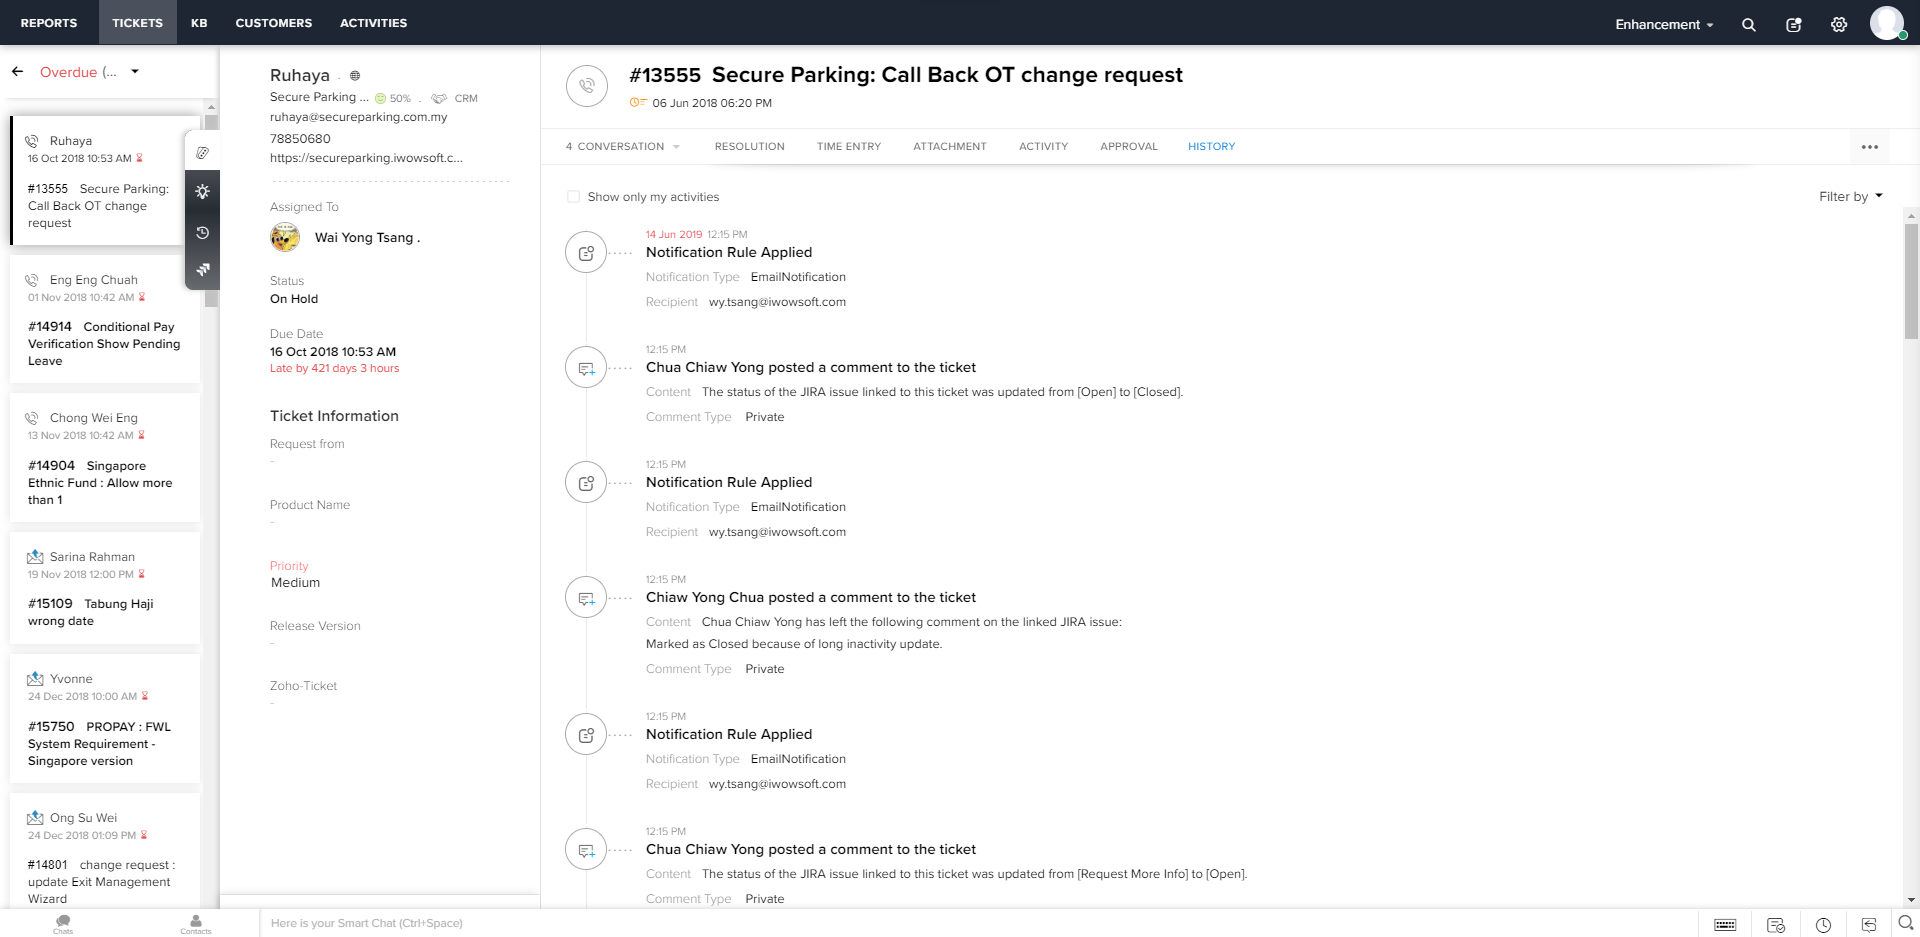 REPORTS TICKETS KB CUSTOMERS ACTIVITIES Enhancement
Overdue (...
Ruhaya
16 Oct 2018 10:53 AM
#13555 Secure Parking:
Call Back OT change
request
Eng Eng Chuah
01 Nov 2018 10:42 AM
#14914 Conditional Pay
Verification Show Pending
Leave
Chong Wei Eng
13 Nov 2018 10:42 AM
#14904 Singapore
Ethnic Fund : Allow more
than 1
Sarina Rahman
19 Nov 2018 12:00 PM
#15109 Tabung Haji
wrong date
Yvonne
24 Dec 2018 10:00 AM
#15750 PROPAY : FWL
System Requirement -
Singapore version
Ong Su Wei
24 Dec 2018 01:09 PM
#14801 change request :
update Exit Management
Wizard
Ruhaya .
Secure Parking ... 50% . CRM
ruhaya@secureparking.com.my
78850680
https://secureparking.iwowsoft.c...
Assigned To
Wai Yong Tsang .
Status
On Hold
Due Date
16 Oct 2018 10:53 AM
Late by 421 days 3 hours
Ticket Information
Request from
-
Product Name
-
Priority
Medium
Release Version
-
Zoho-Ticket
-
#13555 Secure Parking: Call Back OT change request
06 Jun 2018 06:20 PM
4 CONVERSATION RESOLUTION TIME ENTRY ATTACHMENT ACTIVITY APPROVAL HISTORY
Show only my activities Filter by
14 Jun 2019 12:15 PM
Notification Rule Applied
Notification Type EmailNotification
Recipient wy.tsang@iwowsoft.com
12:15 PM
Chua Chiaw Yong posted a comment to the ticket
Content The status of the JIRA issue linked to this ticket was updated from [Open] to [Closed].
Comment Type Private
12:15 PM
Notification Rule Applied
Notification Type EmailNotification
Recipient wy.tsang@iwowsoft.com
12:15 PM
Chiaw Yong Chua posted a comment to the ticket
Content Chua Chiaw Yong has left the following comment on the linked JIRA issue:
Marked as Closed because of long inactivity update.
Comment Type Private
12:15 PM
Notification Rule Applied
Notification Type EmailNotification
Recipient wy.tsang@iwowsoft.com
12:15 PM
Chua Chiaw Yong posted a comment to the ticket
Content The status of the JIRA issue linked to this ticket was updated from [Request More Info] to [Open].
Comment Type Private
Chats Contacts Here is your Smart Chat (Ctrl+Space)